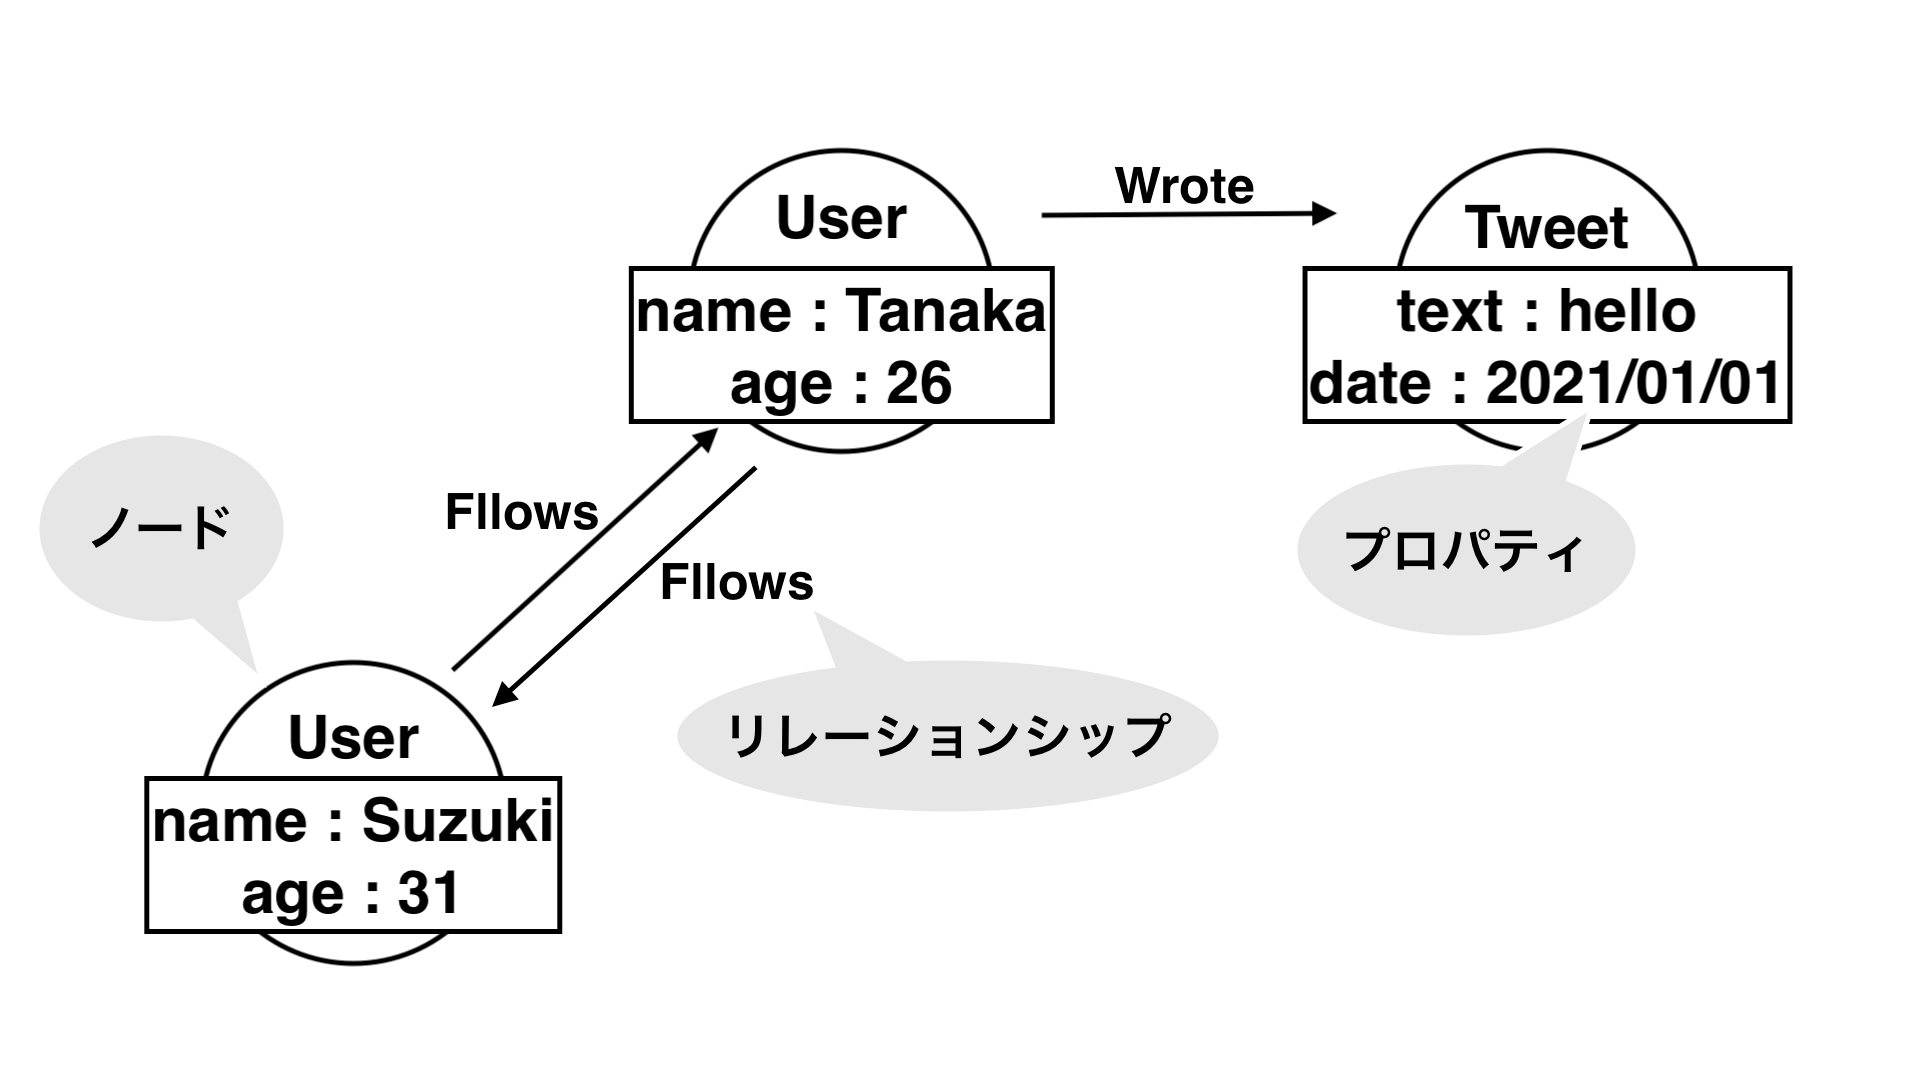 User
name : Tanaka
age : 26
Wrote
Tweet
text : hello
date : 2021/01/01
プロパティ
Fllows
Fllows
リレーションシップ
ノード
User
name : Suzuki
age : 31